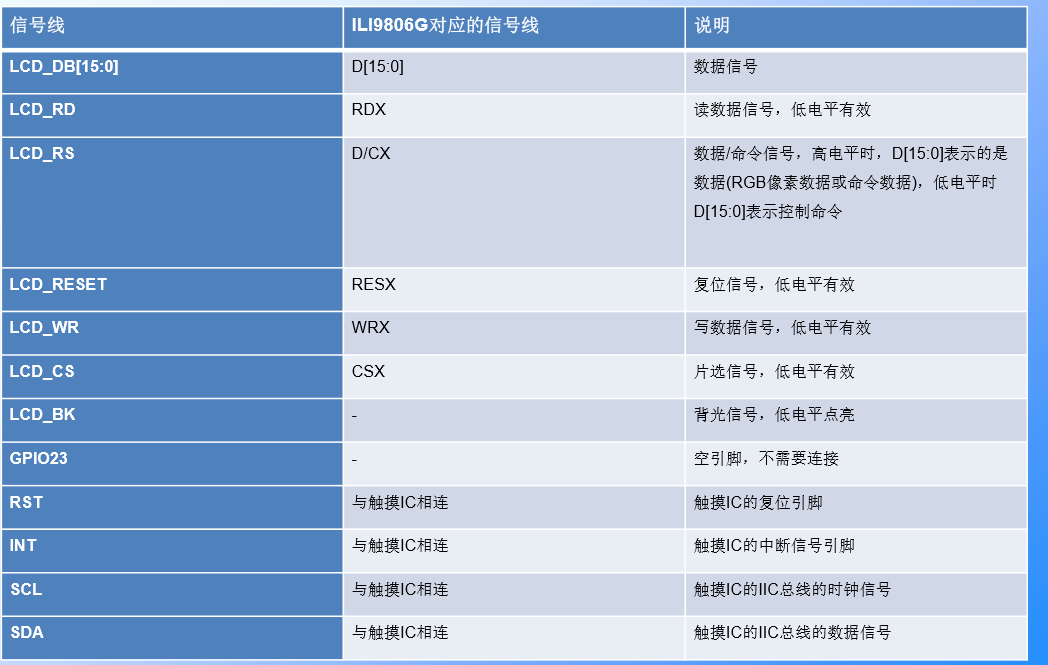 信号线 ILI9806G对应的信号线 说明
LCD_DB[15:0] D[15:0] 数据信号
LCD_RD RDX 读数据信号，低电平有效
LCD_RS D/CX 数据/命令信号，高电平时，D[15:0]表示的是
数据(RGB像素数据或命令数据)，低电平时
D[15:0]表示控制命令
LCD_RESET RESX 复位信号，低电平有效
LCD_WR WRX 写数据信号，低电平有效
LCD_CS CSX 片选信号，低电平有效
LCD_BK - 背光信号，低电平点亮
GPIO23 - 空引脚，不需要连接
RST 与触摸IC相连 触摸IC的复位引脚
INT 与触摸IC相连 触摸IC的中断信号引脚
SCL 与触摸IC相连 触摸IC的IIC总线的时钟信号
SDA 与触摸IC相连 触摸IC的IIC总线的数据信号